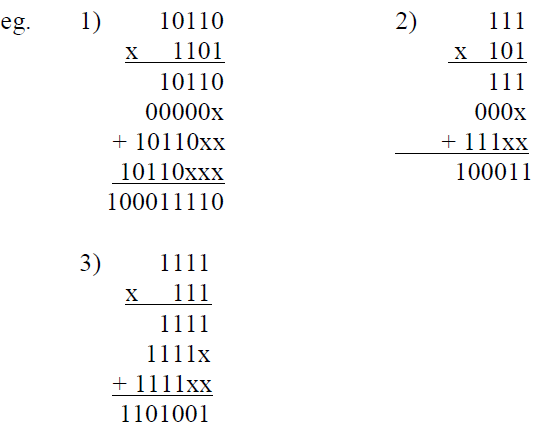 eg. 1) 10110
x 1101
10110
00000x
+ 10110xx
10110xxx
100011110
2) 111
x 101
111
000x
+ 111xx
100011
3) 1111
x 111
1111
1111x
+ 1111xx
1101001